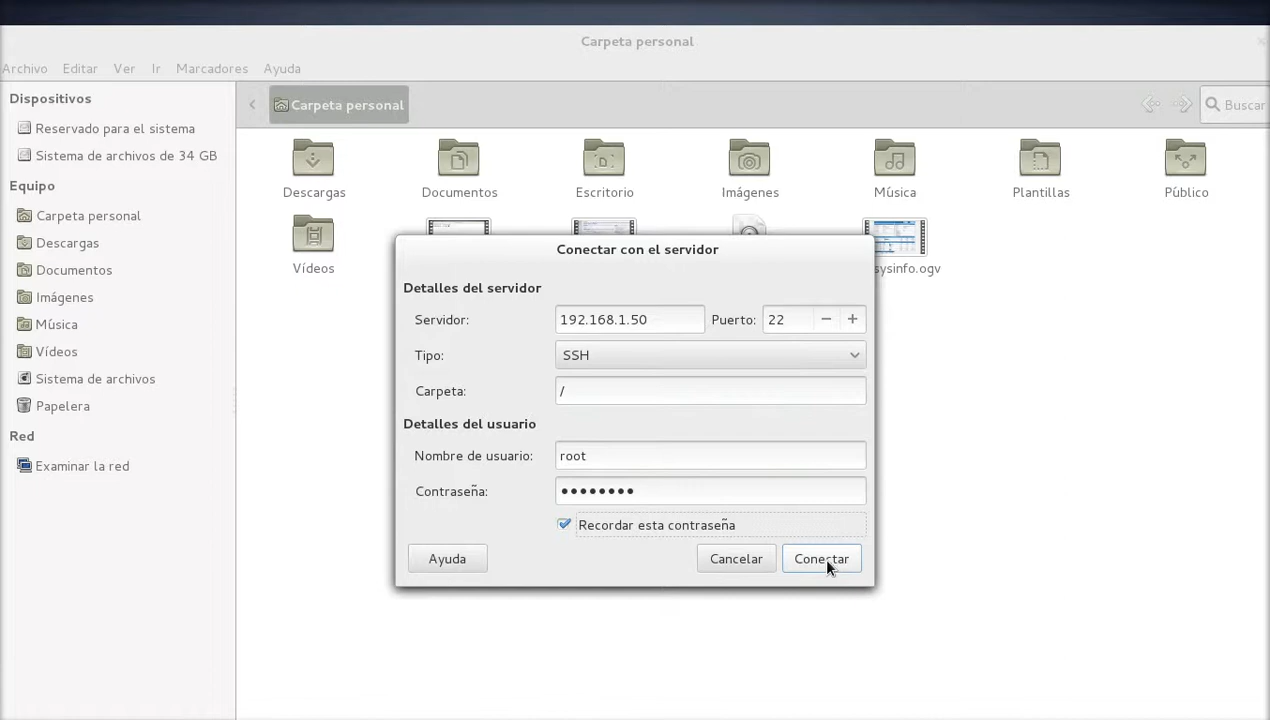 Carpeta personal
Archivo Editar Ver Ir Marcadores Ayuda
Dispositivos
Reservado para el sistema
Sistema de archivos de 34 GB
Equipo
Carpeta personal
Descargas
Documentos
Imágenes
Música
Vídeos
Sistema de archivos
Papelera
Red
Examinar la red
Carpeta personal
Buscar
Descargas Documentos Escritorio Imágenes Música Plantillas Público
Vídeos sysinfo.ogv
Conectar con el servidor
Detalles del servidor
Servidor: 192.168.1.50 Puerto: 22
Tipo: SSH
Carpeta: /
Detalles del usuario
Nombre de usuario: root
Contraseña: ••••••••
Recordar esta contraseña
Ayuda Cancelar Conectar